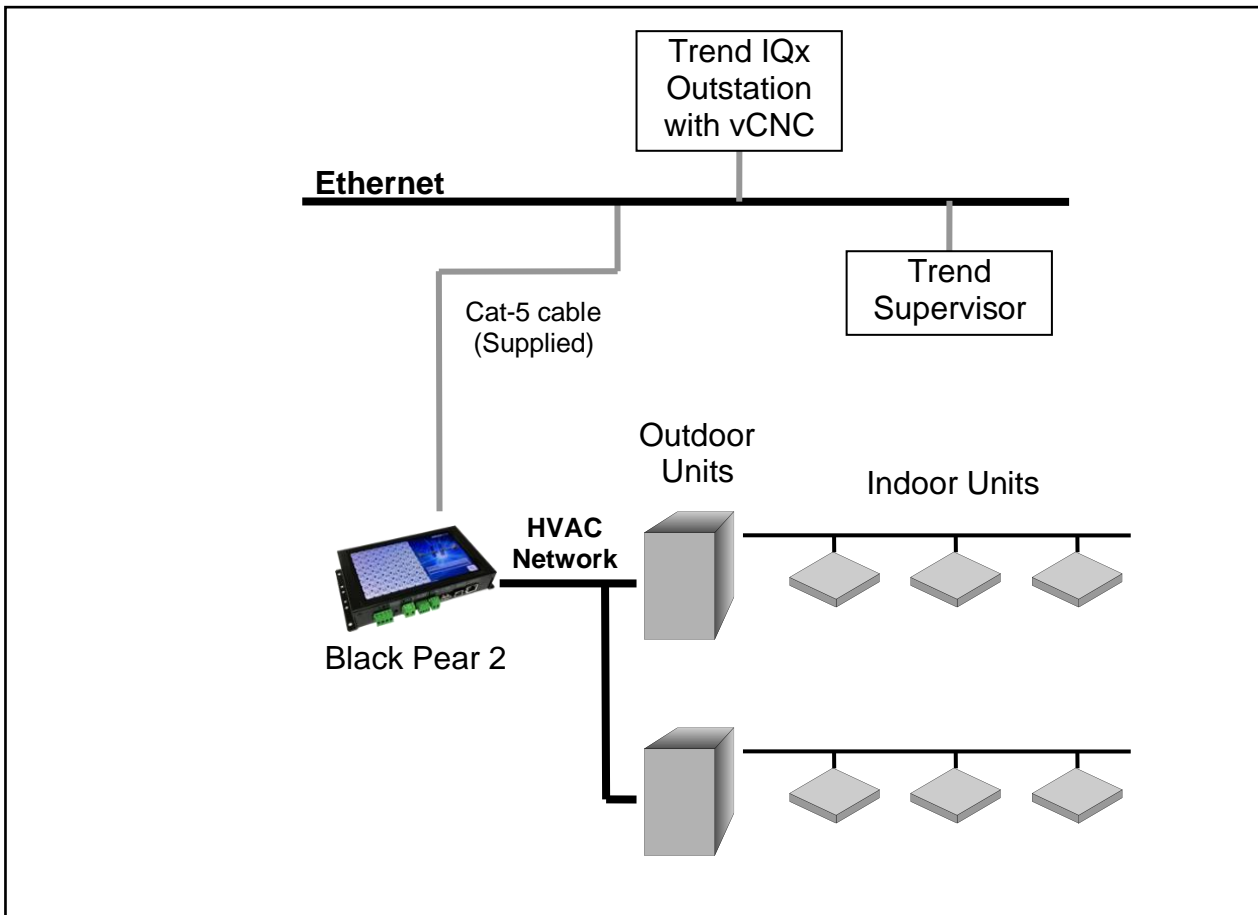 Trend IQx
Outstation
with vCNC
Ethernet
Trend
Supervisor
Cat-5 cable
(Supplied)
Outdoor
Units
Indoor Units
HVAC
Network
Black Pear 2